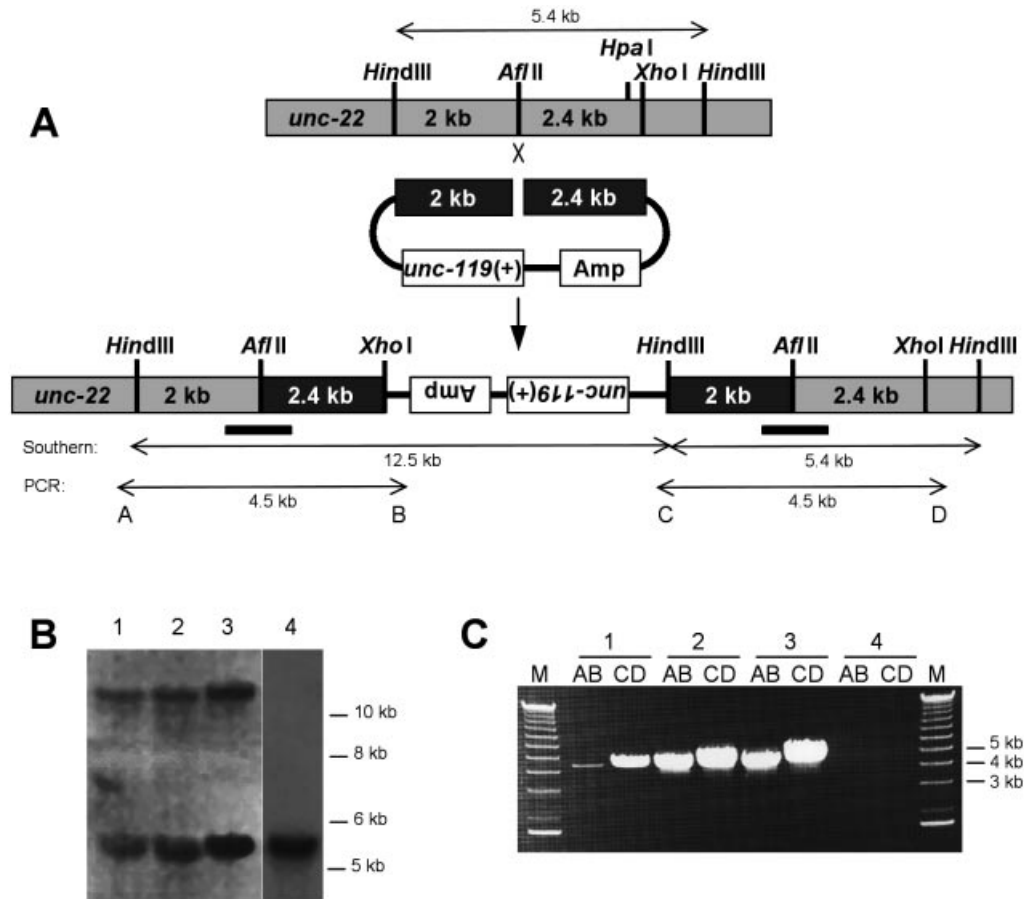 A
5.4 kb
HpaI
HindIII AflII XhoI HindIII
unc-22 2 kb 2.4 kb
X
2 kb 2.4 kb
unc-119(+) Amp
HindIII AflII XhoI HindIII AflII XhoI HindIII
unc-22 2 kb 2.4 kb Amp unc-119(+) 2 kb 2.4 kb
Southern: 12.5 kb 5.4 kb
PCR: 4.5 kb 4.5 kb
A B C D
B
1 2 3 4
10 kb
8 kb
6 kb
5 kb
C
1 2 3 4
M AB CD AB CD AB CD AB CD M
5 kb
4 kb
3 kb